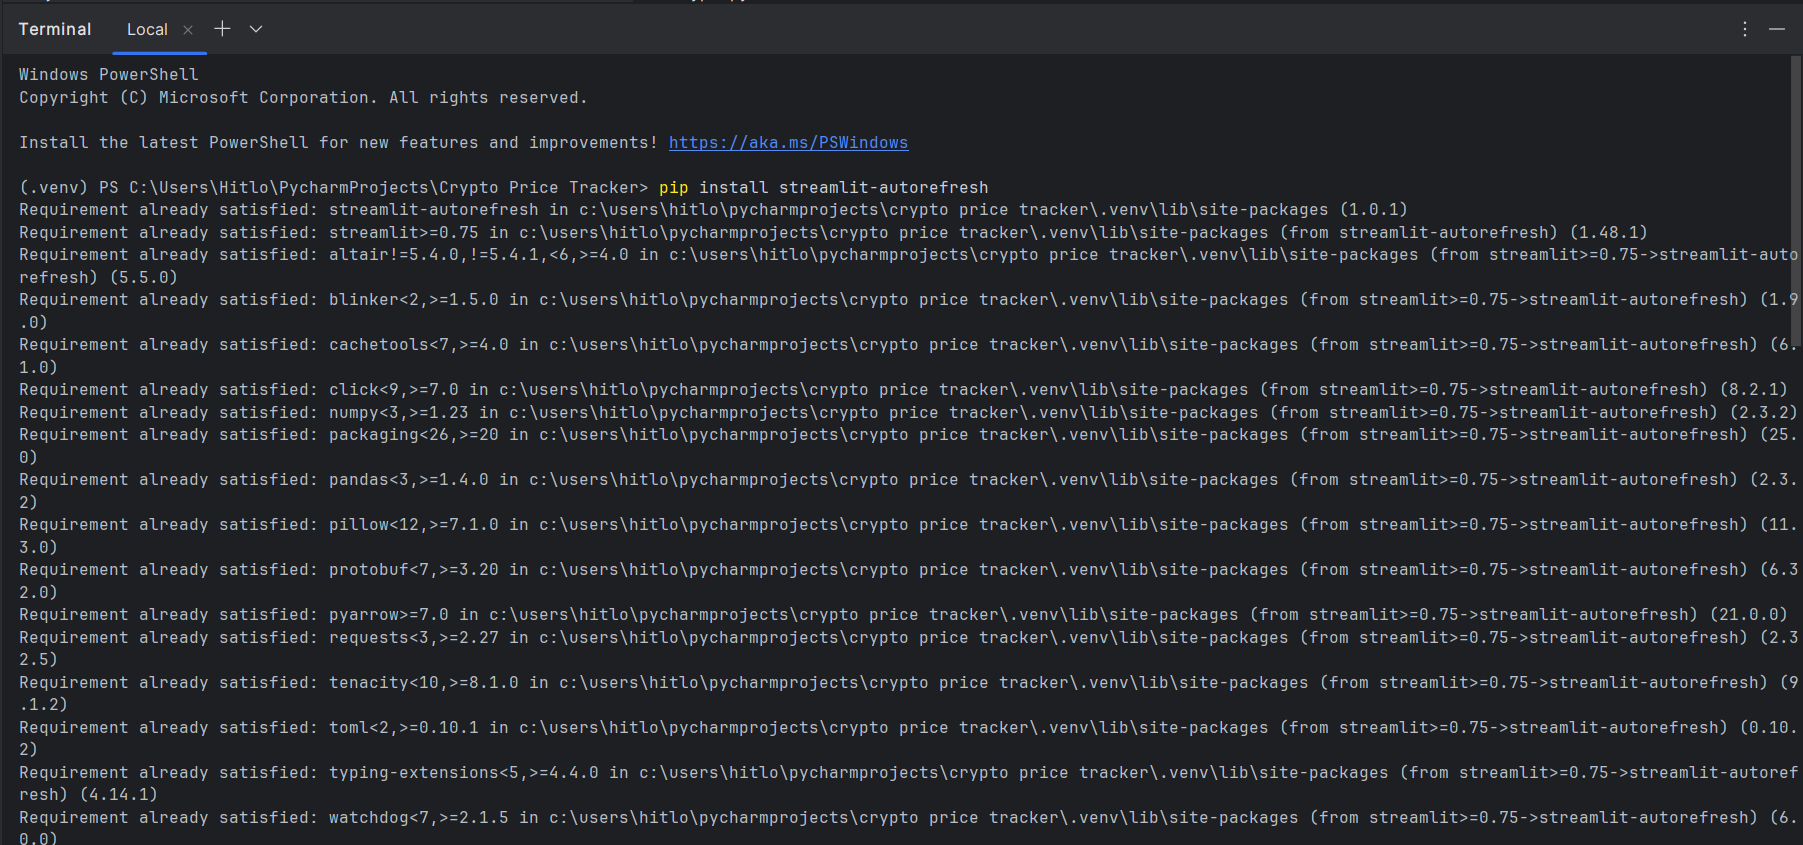 Terminal Local
Windows PowerShell
Copyright (C) Microsoft Corporation. All rights reserved.
Install the latest PowerShell for new features and improvements! https://aka.ms/PSWindows
(.venv) PS C:\Users\Hitlo\PycharmProjects\Crypto Price Tracker> pip install streamlit-autorefresh
Requirement already satisfied: streamlit-autorefresh in c:\users\hitlo\pycharmprojects\crypto price tracker\.venv\lib\site-packages (1.0.1)
Requirement already satisfied: streamlit>=0.75 in c:\users\hitlo\pycharmprojects\crypto price tracker\.venv\lib\site-packages (from streamlit-autorefresh) (1.48.1)
Requirement already satisfied: altair!=5.4.0,!=5.4.1,<6,>=4.0 in c:\users\hitlo\pycharmprojects\crypto price tracker\.venv\lib\site-packages (from streamlit>=0.75->streamlit-auto
refresh) (5.5.0)
Requirement already satisfied: blinker<2,>=1.5.0 in c:\users\hitlo\pycharmprojects\crypto price tracker\.venv\lib\site-packages (from streamlit>=0.75->streamlit-autorefresh) (1.9
.0)
Requirement already satisfied: cachetools<7,>=4.0 in c:\users\hitlo\pycharmprojects\crypto price tracker\.venv\lib\site-packages (from streamlit>=0.75->streamlit-autorefresh) (6.
1.0)
Requirement already satisfied: click<9,>=7.0 in c:\users\hitlo\pycharmprojects\crypto price tracker\.venv\lib\site-packages (from streamlit>=0.75->streamlit-autorefresh) (8.2.1)
Requirement already satisfied: numpy<3,>=1.23 in c:\users\hitlo\pycharmprojects\crypto price tracker\.venv\lib\site-packages (from streamlit>=0.75->streamlit-autorefresh) (2.3.2)
Requirement already satisfied: packaging<26,>=20 in c:\users\hitlo\pycharmprojects\crypto price tracker\.venv\lib\site-packages (from streamlit>=0.75->streamlit-autorefresh) (25.
0)
Requirement already satisfied: pandas<3,>=1.4.0 in c:\users\hitlo\pycharmprojects\crypto price tracker\.venv\lib\site-packages (from streamlit>=0.75->streamlit-autorefresh) (2.3.
2)
Requirement already satisfied: pillow<12,>=7.1.0 in c:\users\hitlo\pycharmprojects\crypto price tracker\.venv\lib\site-packages (from streamlit>=0.75->streamlit-autorefresh) (11.
3.0)
Requirement already satisfied: protobuf<7,>=3.20 in c:\users\hitlo\pycharmprojects\crypto price tracker\.venv\lib\site-packages (from streamlit>=0.75->streamlit-autorefresh) (6.3
2.0)
Requirement already satisfied: pyarrow>=7.0 in c:\users\hitlo\pycharmprojects\crypto price tracker\.venv\lib\site-packages (from streamlit>=0.75->streamlit-autorefresh) (21.0.0)
Requirement already satisfied: requests<3,>=2.27 in c:\users\hitlo\pycharmprojects\crypto price tracker\.venv\lib\site-packages (from streamlit>=0.75->streamlit-autorefresh) (2.3
2.5)
Requirement already satisfied: tenacity<10,>=8.1.0 in c:\users\hitlo\pycharmprojects\crypto price tracker\.venv\lib\site-packages (from streamlit>=0.75->streamlit-autorefresh) (9
.1.2)
Requirement already satisfied: toml<2,>=0.10.1 in c:\users\hitlo\pycharmprojects\crypto price tracker\.venv\lib\site-packages (from streamlit>=0.75->streamlit-autorefresh) (0.10.
2)
Requirement already satisfied: typing-extensions<5,>=4.4.0 in c:\users\hitlo\pycharmprojects\crypto price tracker\.venv\lib\site-packages (from streamlit>=0.75->streamlit-autoref
resh) (4.14.1)
Requirement already satisfied: watchdog<7,>=2.1.5 in c:\users\hitlo\pycharmprojects\crypto price tracker\.venv\lib\site-packages (from streamlit>=0.75->streamlit-autorefresh) (6.
0.0)